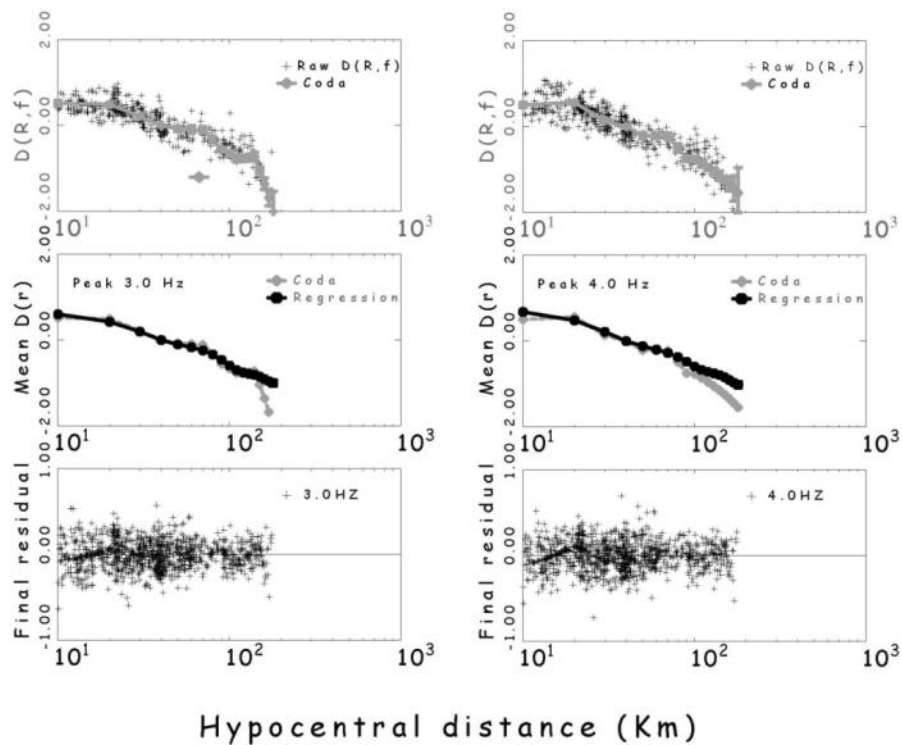 2.00
0.00
-2.00
D(R,f)
+ Raw D(R,f)
Coda
10¹ 10² 10³
2.00
0.00
-2.00
D(R,f)
+ Raw D(R,f)
Coda
10¹ 10² 10³
2.00
0.00
-2.00
Mean D(r)
Peak 3.0 Hz
Coda
Regression
10¹ 10² 10³
2.00
0.00
-2.00
Mean D(r)
Peak 4.0 Hz
Coda
Regression
10¹ 10² 10³
1.00
0.00
-1.00
Final residual
+ 3.0HZ
10¹ 10² 10³
1.00
0.00
-1.00
Final residual
+ 4.0HZ
10¹ 10² 10³
Hypocentral distance (Km)